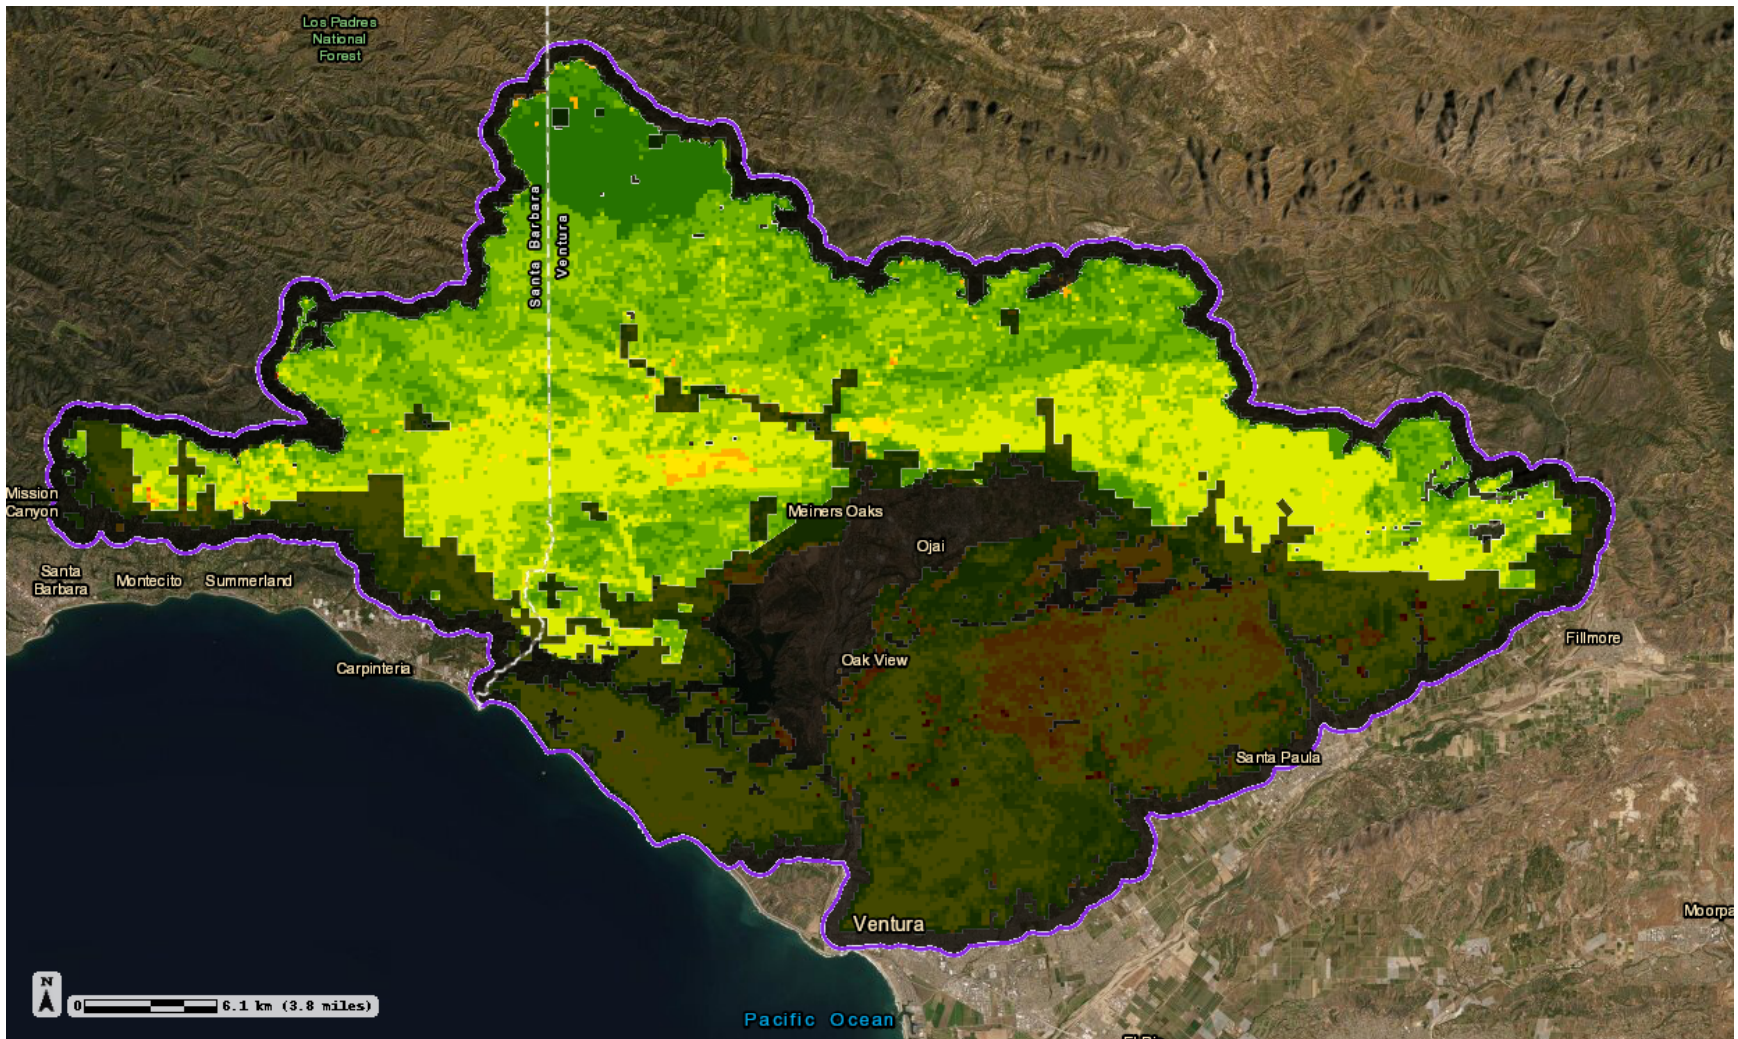 Los Padres
National
Forest
Santa Barbara
Ventura
Mission
Canyon
Meiners Oaks
Ojai
Santa
Barbara
Montecito
Summerland
Fillmore
Carpinteria
Oak View
Santa Paula
Moorpa
Ventura
N
0 6.1 km (3.8 miles)
Pacific Ocean